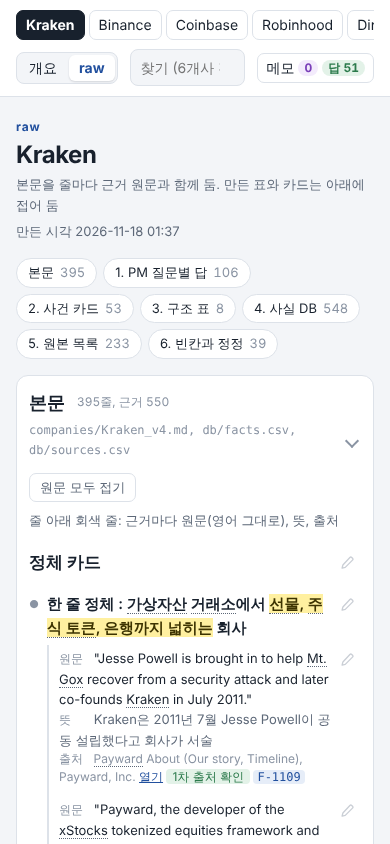 Kraken Binance Coinbase Robinhood
개요 raw 찾기 (6개사 메모 0 답 51
raw
Kraken
본문을 줄마다 근거 원문과 함께 둠. 만든 표와 카드는 아래에
접어 둠
만든 시각 2026-11-18 01:37
본문 395 1. PM 질문별 답 106
2. 사건 카드 53 3. 구조 표 8 4. 사실 DB 548
5. 원본 목록 233 6. 빈칸과 정정 39
본문 395줄, 근거 550
companies/Kraken_v4.md, db/facts.csv,
db/sources.csv
원문 모두 접기
줄 아래 회색 줄: 근거마다 원문(영어 그대로), 뜻, 출처
정체 카드
한 줄 정체 : 가상자산 거래소에서 선물, 주
식 토큰, 은행까지 넓히는 회사
원문 "Jesse Powell is brought in to help Mt.
Gox recover from a security attack and later
co-founds Kraken in July 2011."
뜻 Kraken은 2011년 7월 Jesse Powell이 공
동 설립했다고 회사가 서술
출처 Payward About (Our story, Timeline),
Payward, Inc. 열기 1차 출처 확인 F-1109
원문 "Payward, the developer of the
xStocks tokenized equities framework and